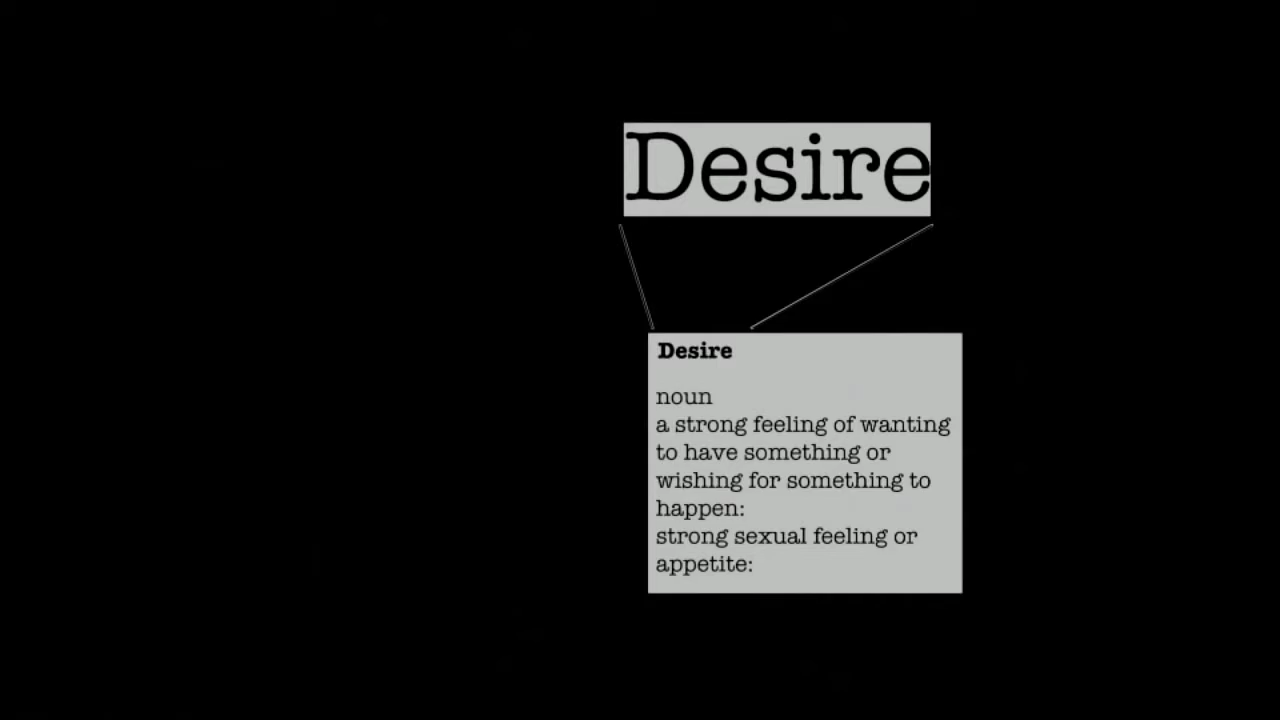 Desire
Desire
noun
a strong feeling of wanting
to have something or
wishing for something to
happen:
strong sexual feeling or
appetite: